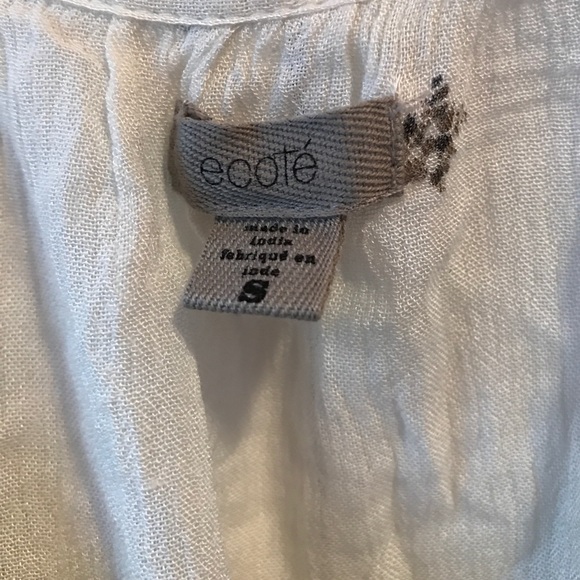 ecoté
made in
india
fabriqué en
inde
S